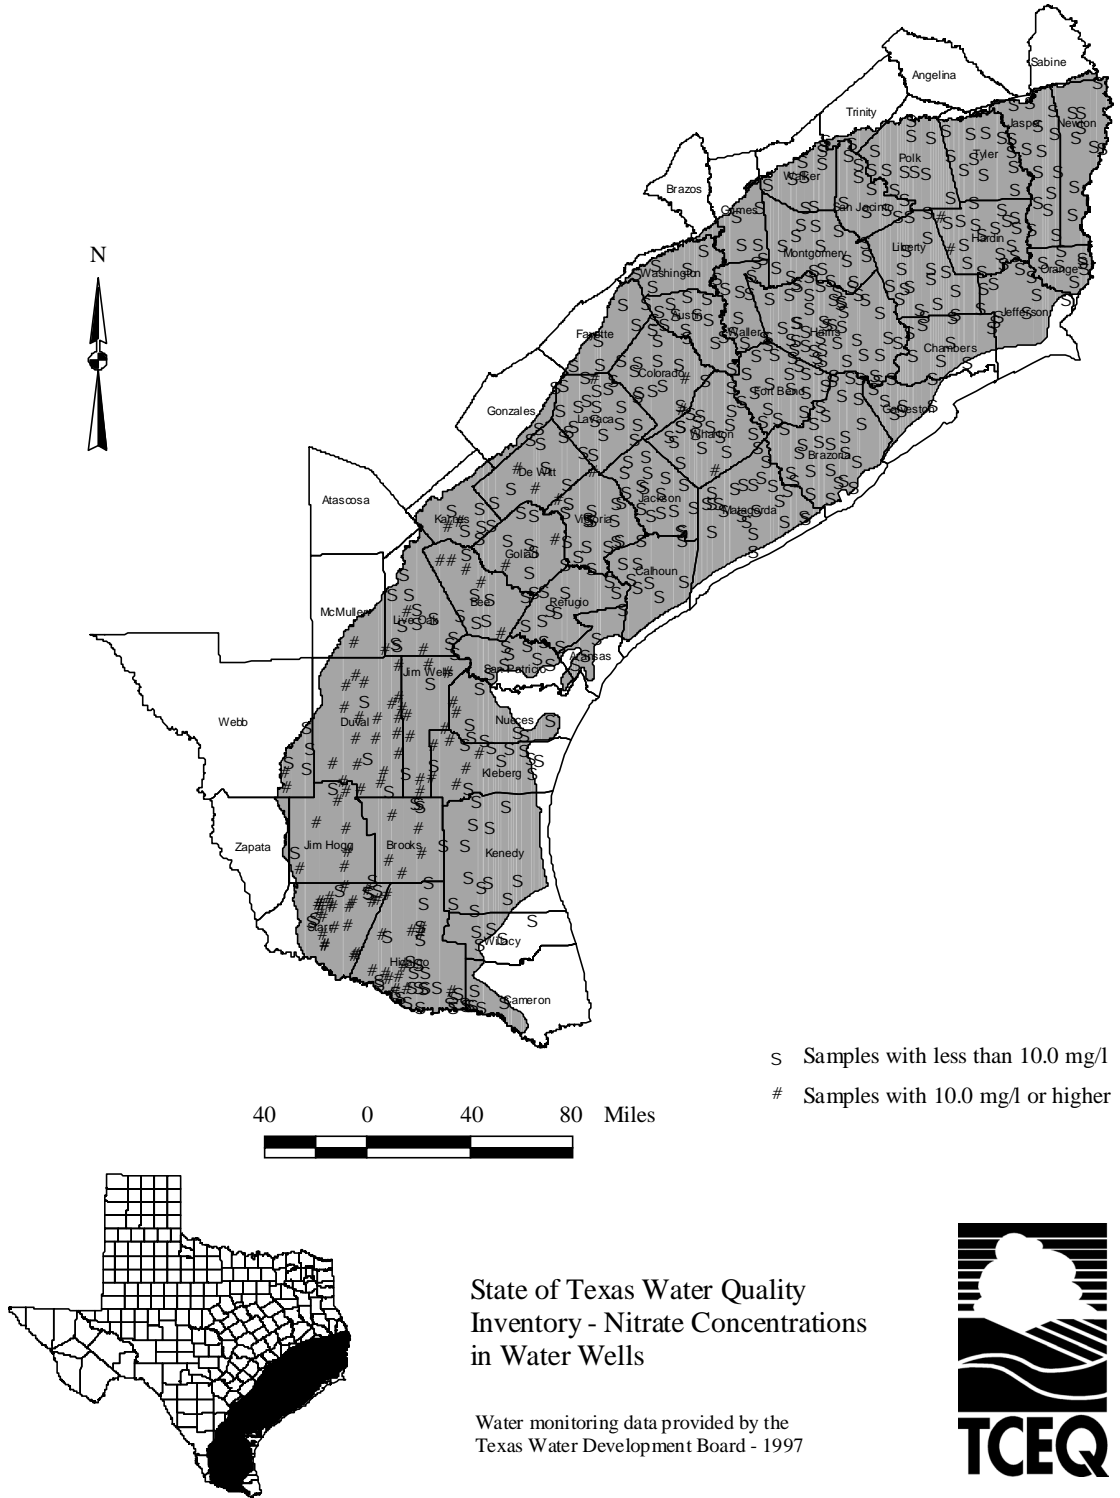 Sabine
Angelina
Trinity
Jasper
Newton
Polk
Tyler
Walker
Brazos
Grimes
San Jacinto
Hardin
Liberty
Montgomery
Orange
Washington
Jefferson
Austin
Waller
Harris
Fayette
Chambers
Colorado
Fort Bend
Gonzales
Galveston
Lavaca
Wharton
Brazoria
De Witt
Atascosa
Jackson
Matagorda
Karnes
Victoria
Goliad
Calhoun
Bee
Refugio
McMullen
Live Oak
Aransas
San Patricio
Jim Wells
Webb
Duval
Nueces
Kleberg
Zapata
Jim Hogg
Brooks
Kenedy
Starr
Willacy
Hidalgo
Cameron
N
S Samples with less than 10.0 mg/l
# Samples with 10.0 mg/l or higher
40 0 40 80 Miles
State of Texas Water Quality
Inventory - Nitrate Concentrations
in Water Wells
Water monitoring data provided by the
Texas Water Development Board - 1997
TCEQ